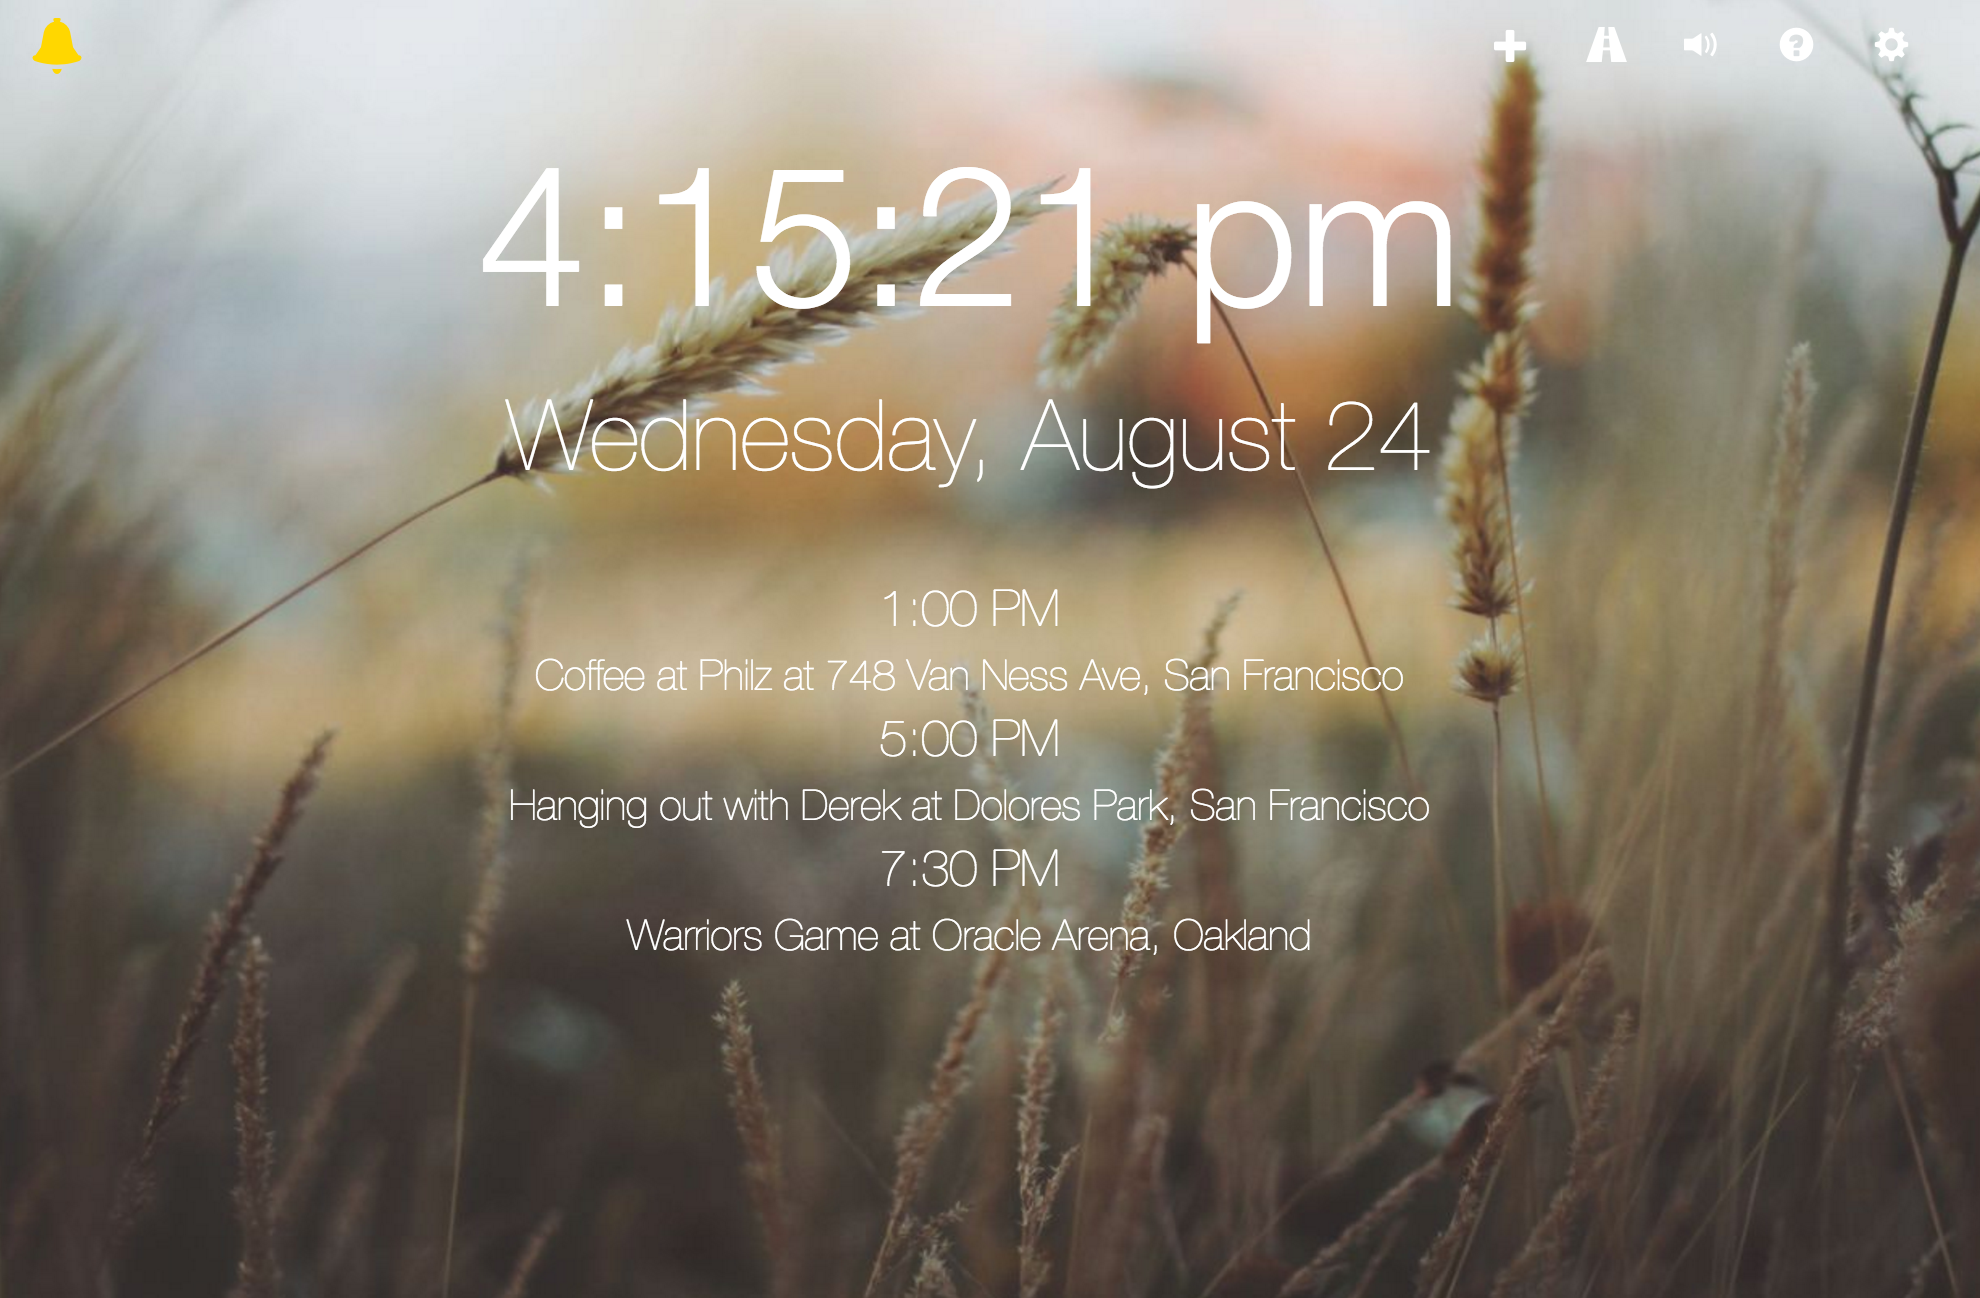 4:15:21 pm
Wednesday, August 24
1:00 PM
Coffee at Philz at 748 Van Ness Ave, San Francisco
5:00 PM
Hanging out with Derek at Dolores Park, San Francisco
7:30 PM
Warriors Game at Oracle Arena, Oakland